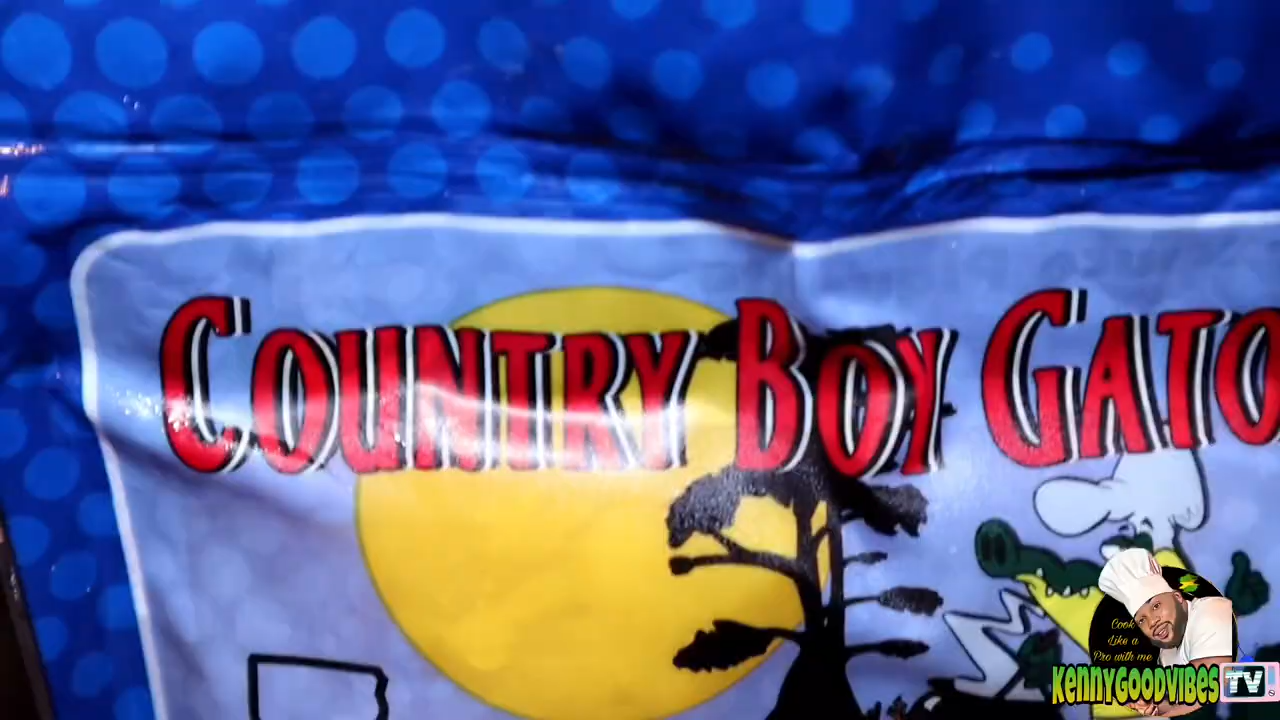 COUNTRY BOY GATO
Cook
Like a
Pro with me
KENNYGOODVIBES TV